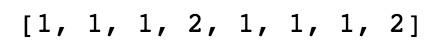 [1, 1, 1, 2, 1, 1, 1, 2]